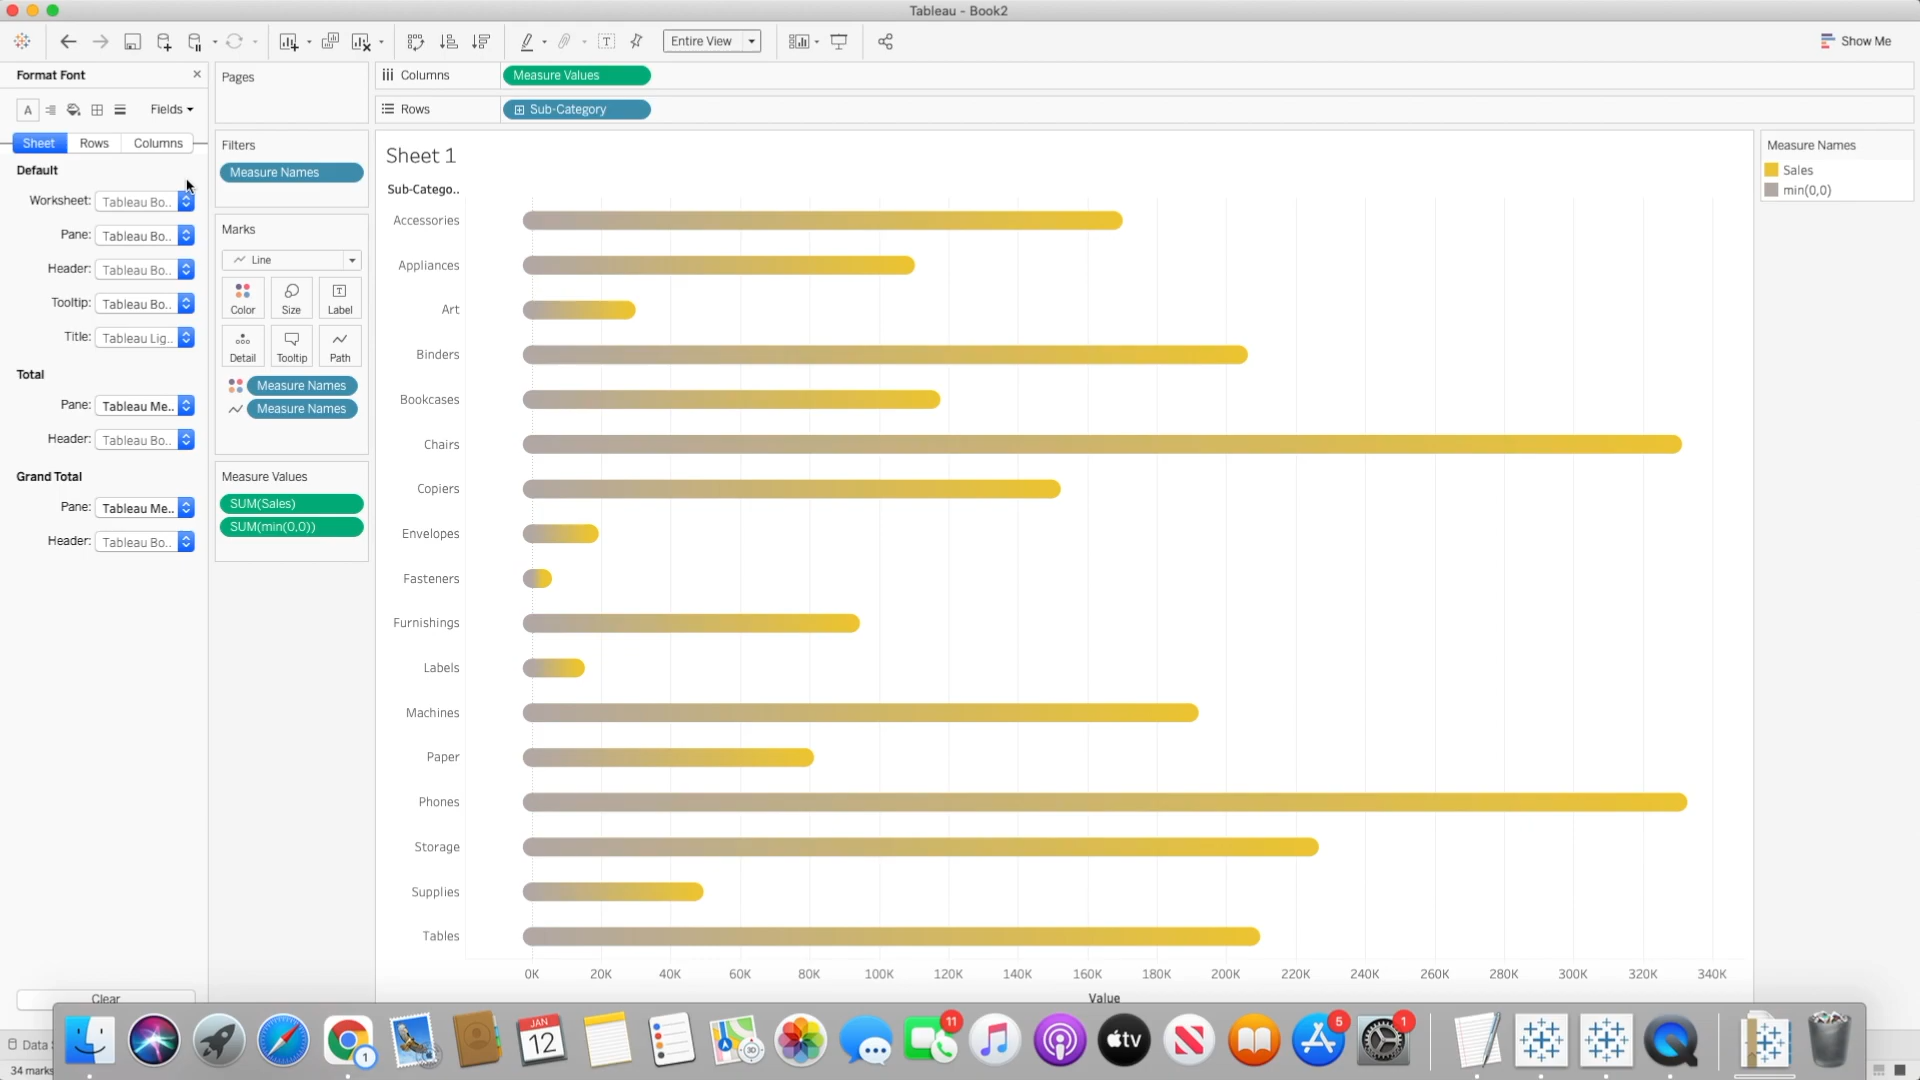 Tableau - Book2
Entire View
Show Me
Format Font
Fields
Sheet
Rows
Columns
Default
Worksheet: Tableau Bo..
Pane: Tableau Bo..
Header: Tableau Bo..
Tooltip: Tableau Bo..
Title: Tableau Lig..
Total
Pane: Tableau Me..
Header: Tableau Bo..
Grand Total
Pane: Tableau Me..
Header: Tableau Bo..
Clear
Data
34 marks
Pages
Filters
Measure Names
Marks
Line
Color
Size
Label
Detail
Tooltip
Path
Measure Names
Measure Names
Measure Values
SUM(Sales)
SUM(min(0,0))
Columns
Measure Values
Rows
Sub-Category
Sheet 1
Sub-Catego..
Accessories
Appliances
Art
Binders
Bookcases
Chairs
Copiers
Envelopes
Fasteners
Furnishings
Labels
Machines
Paper
Phones
Storage
Supplies
Tables
0K 20K 40K 60K 80K 100K 120K 140K 160K 180K 200K 220K 240K 260K 280K 300K 320K 340K
Value
Measure Names
Sales
min(0,0)
1
JAN
12
11
tv
5
1